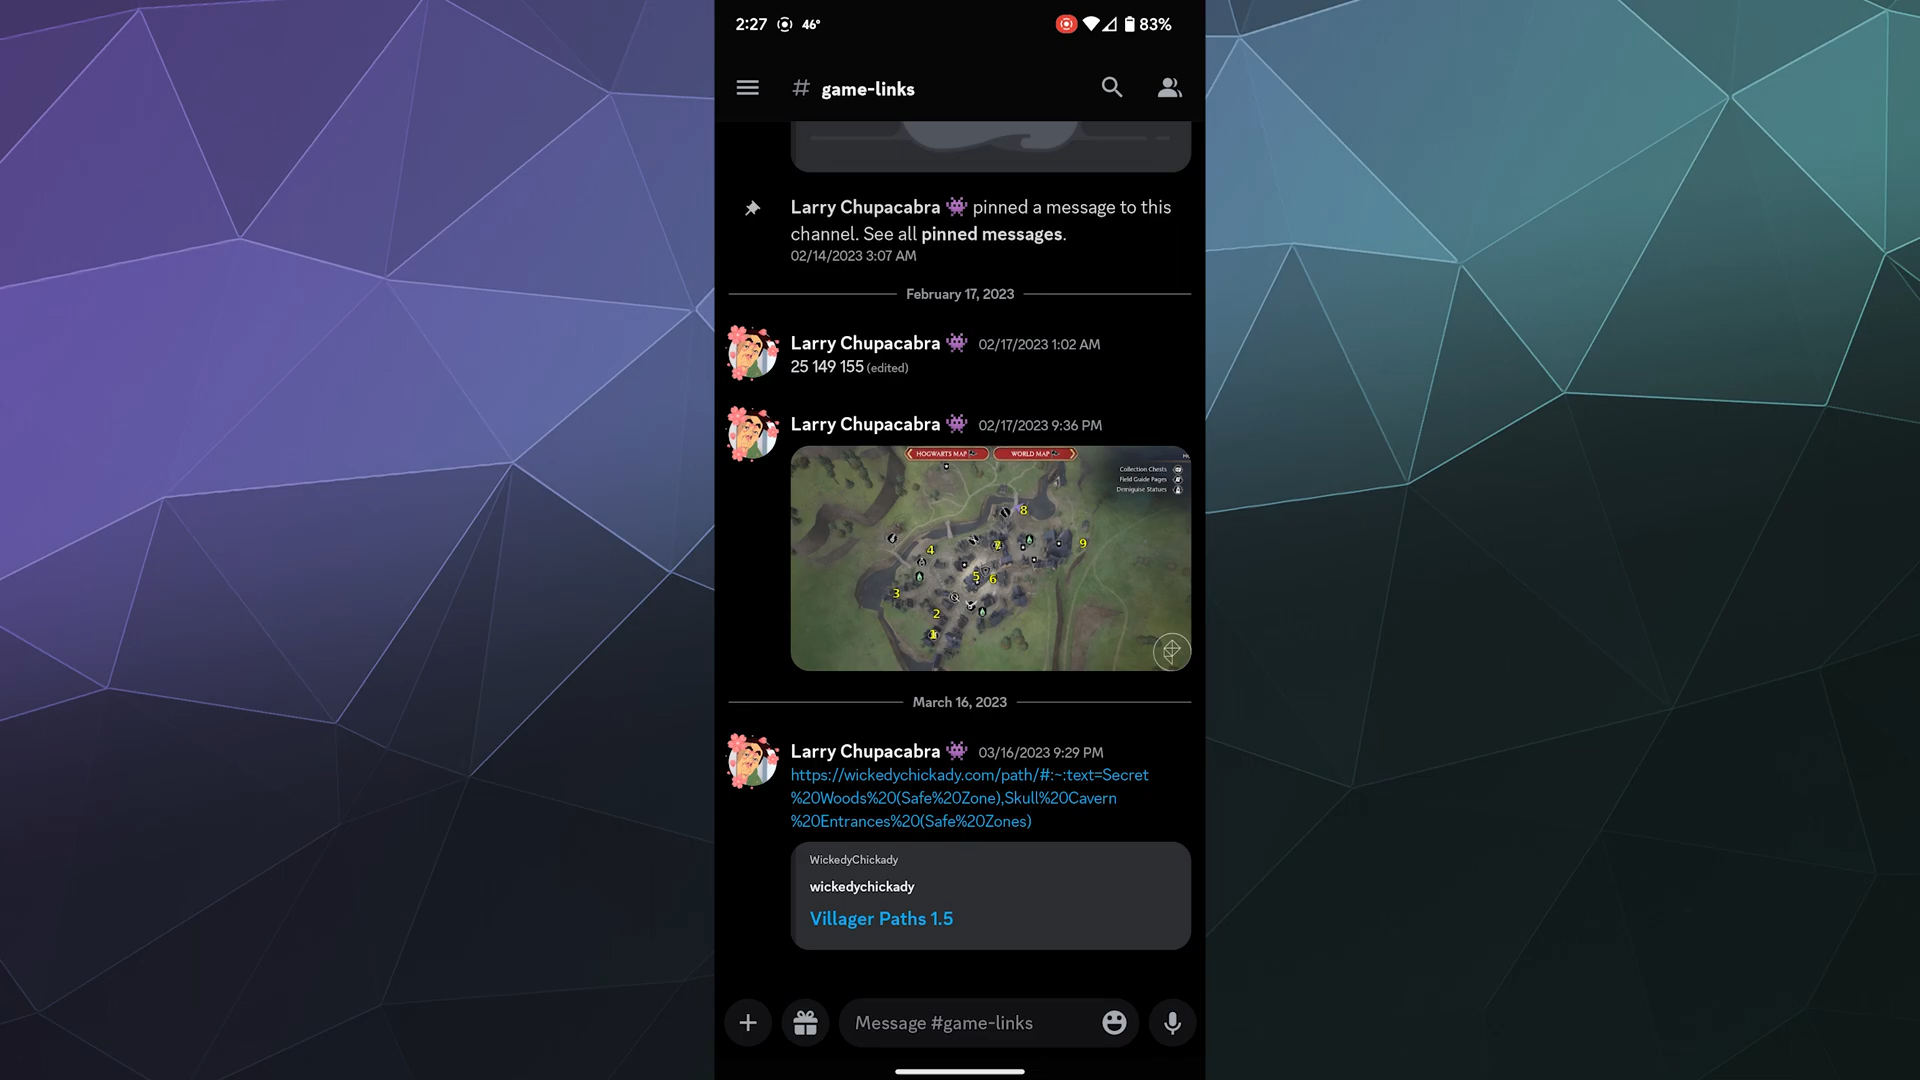 2:27 46° 83%
# game-links
Larry Chupacabra 👾 pinned a message to this
channel. See all pinned messages.
02/14/2023 3:07 AM
February 17, 2023
Larry Chupacabra 👾 02/17/2023 1:02 AM
25 149 155 (edited)
Larry Chupacabra 👾 02/17/2023 9:36 PM
HOGWARTS MAP WORLD MAP
Collection Chests
Field Guide Pages
Demiguise Statues
8
7
9
4
5
6
3
2
1
March 16, 2023
Larry Chupacabra 👾 03/16/2023 9:29 PM
https://wickedychickady.com/path/#:~:text=Secret
%20Woods%20(Safe%20Zone),Skull%20Cavern
%20Entrances%20(Safe%20Zones)
WickedyChickady
wickedychickady
Villager Paths 1.5
Message #game-links